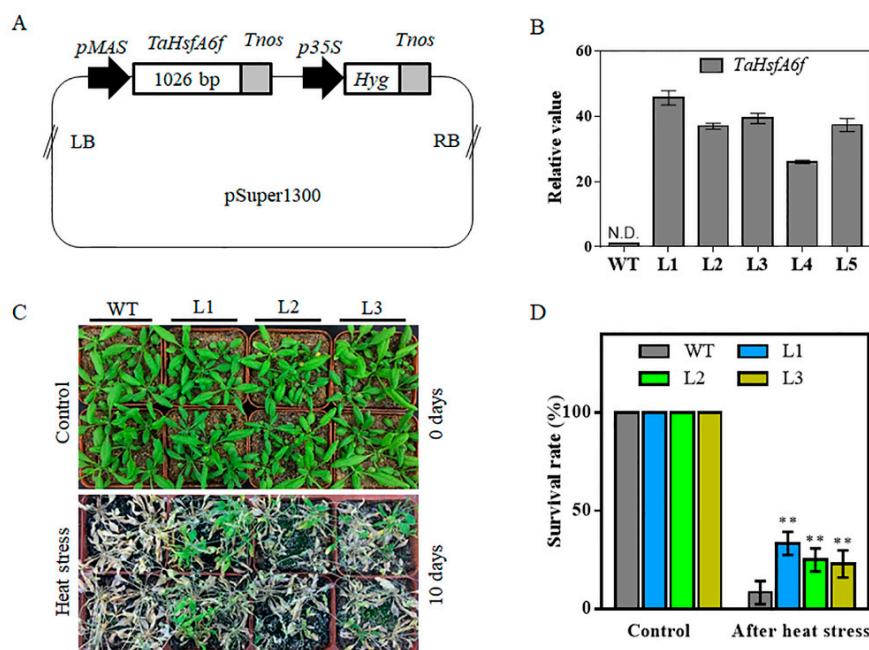 A
pMAS TaHsfA6f Tnos p35S Tnos
1026 bp Hyg
LB RB
pSuper1300
B
TaHsfA6f
Relative value
60
40
20
0
N.D.
WT L1 L2 L3 L4 L5
C
WT L1 L2 L3
Control
0 days
Heat stress
10 days
D
WT L1
L2 L3
Survival rate (%)
100
50
0
** ** **
Control After heat stress